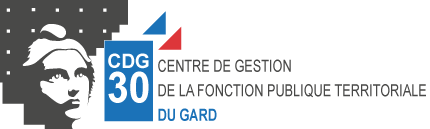 CDG
30
CENTRE DE GESTION
DE LA FONCTION PUBLIQUE TERRITORIALE
DU GARD